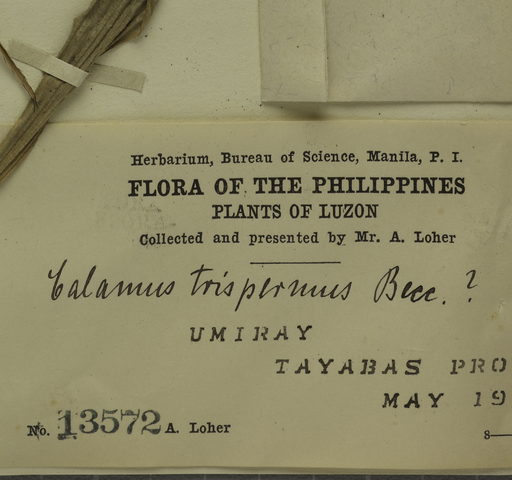 Herbarium, Bureau of Science, Manila, P. I.
FLORA OF THE PHILIPPINES
PLANTS OF LUZON
Collected and presented by Mr. A. Loher
Calamus trispermus Becc. ?
UMIRAY
TAYABAS PRO
MAY 19
No. 13572 A. Loher
8—